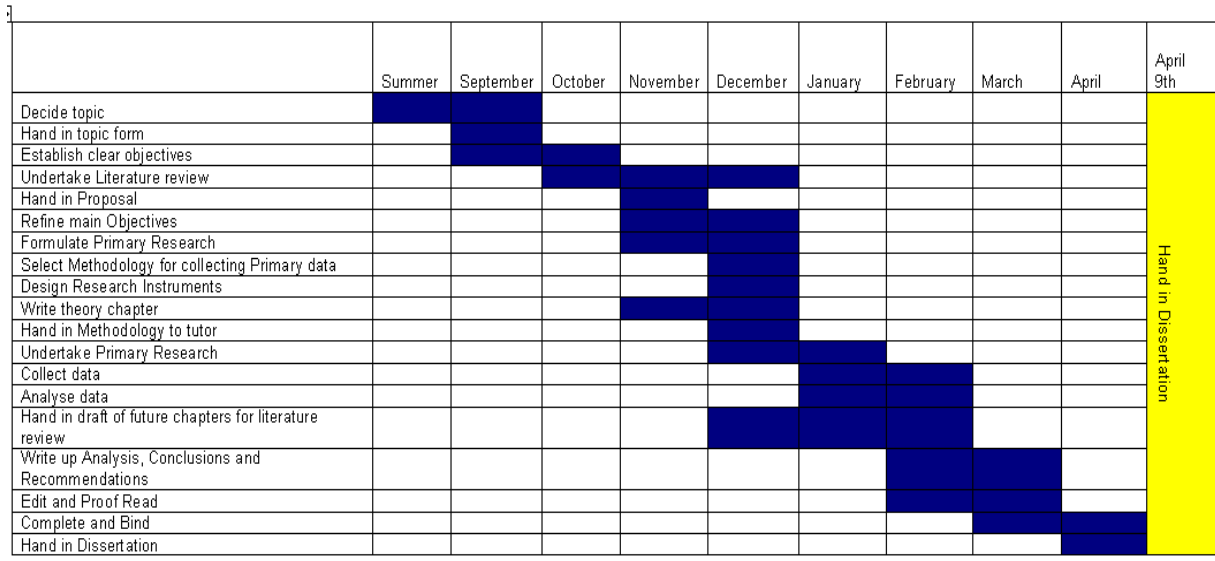 April
Summer September October November December January February March April 9th
Decide topic
Hand in topic form
Establish clear objectives
Undertake Literature review
Hand in Proposal
Refine main Objectives
Formulate Primary Research
Select Methodology for collecting Primary data
Design Research Instruments
Write theory chapter
Hand in Methodology to tutor
Undertake Primary Research
Collect data
Analyse data
Hand in draft of future chapters for literature
review
Write up Analysis, Conclusions and
Recommendations
Edit and Proof Read
Complete and Bind
Hand in Dissertation
Hand in Dissertation